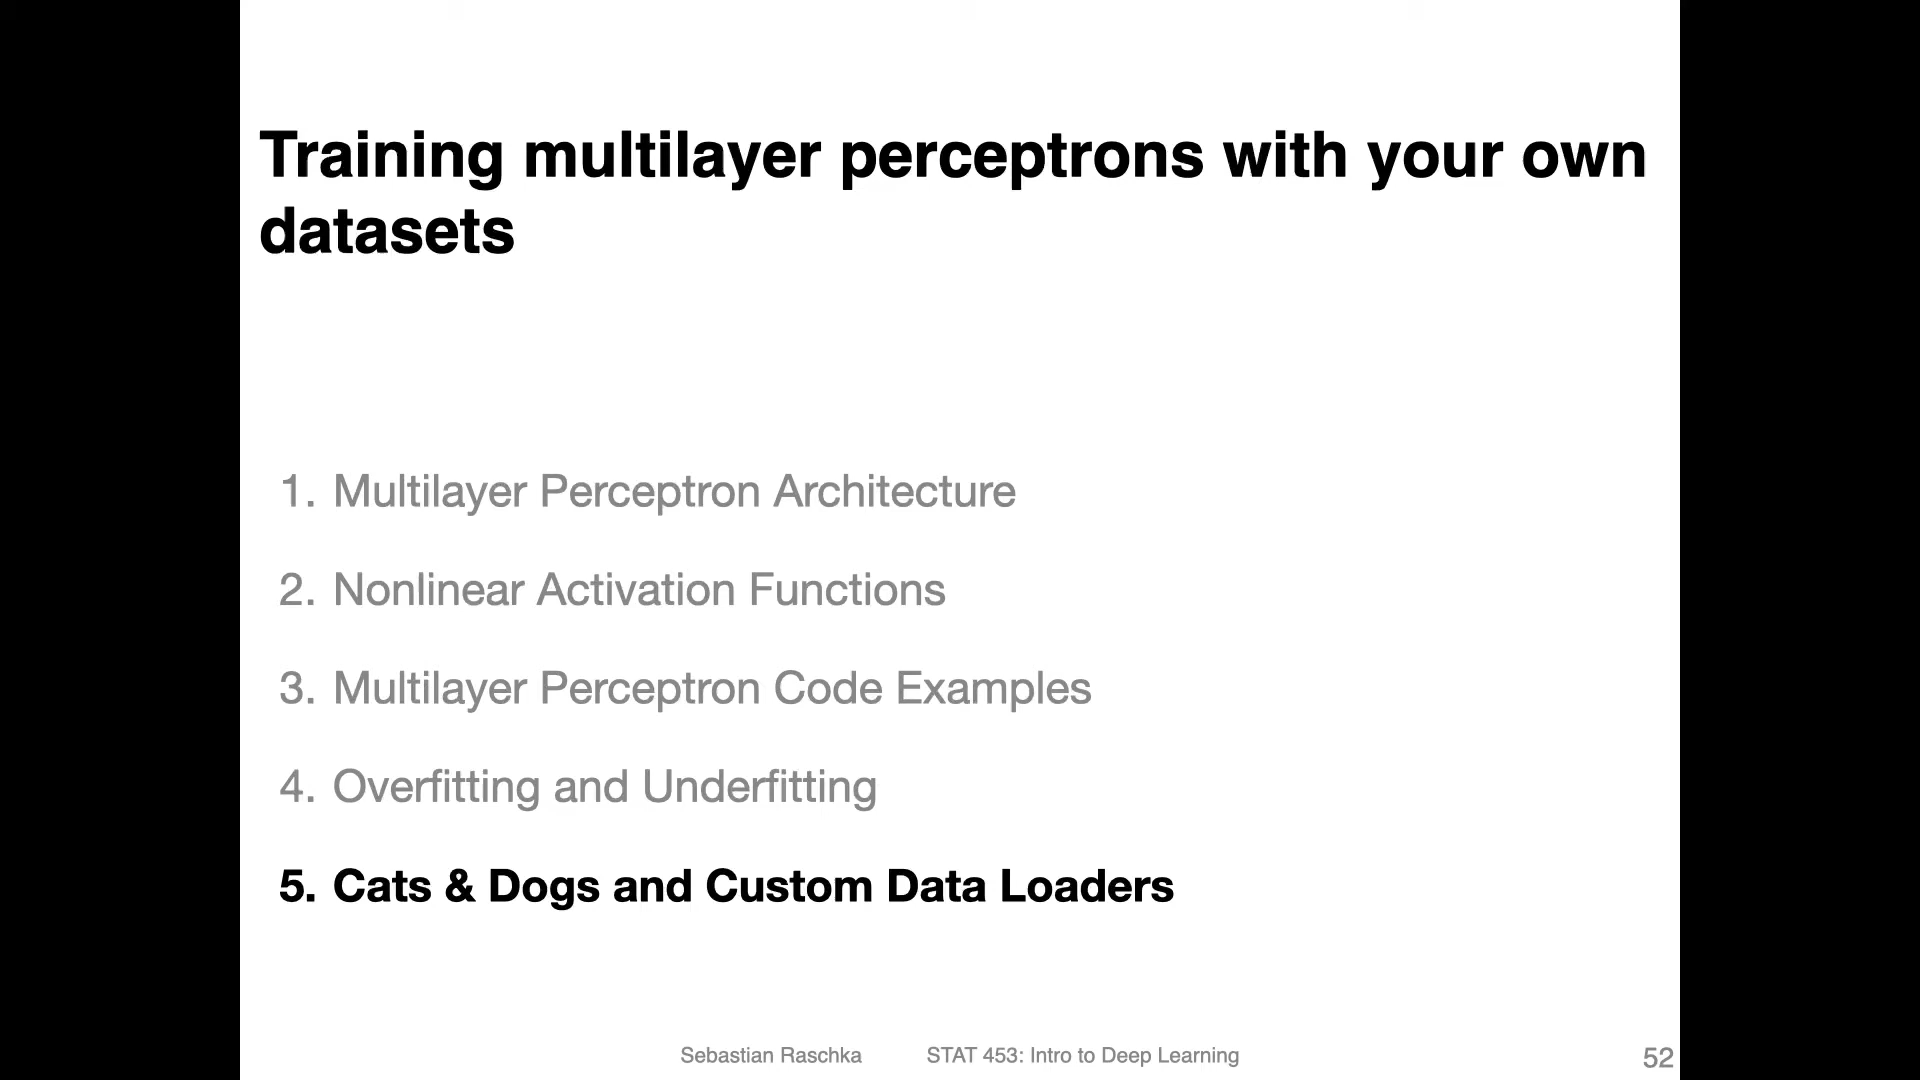 Training multilayer perceptrons with your own
datasets
1. Multilayer Perceptron Architecture
2. Nonlinear Activation Functions
3. Multilayer Perceptron Code Examples
4. Overfitting and Underfitting
5. Cats & Dogs and Custom Data Loaders
Sebastian Raschka STAT 453: Intro to Deep Learning 52